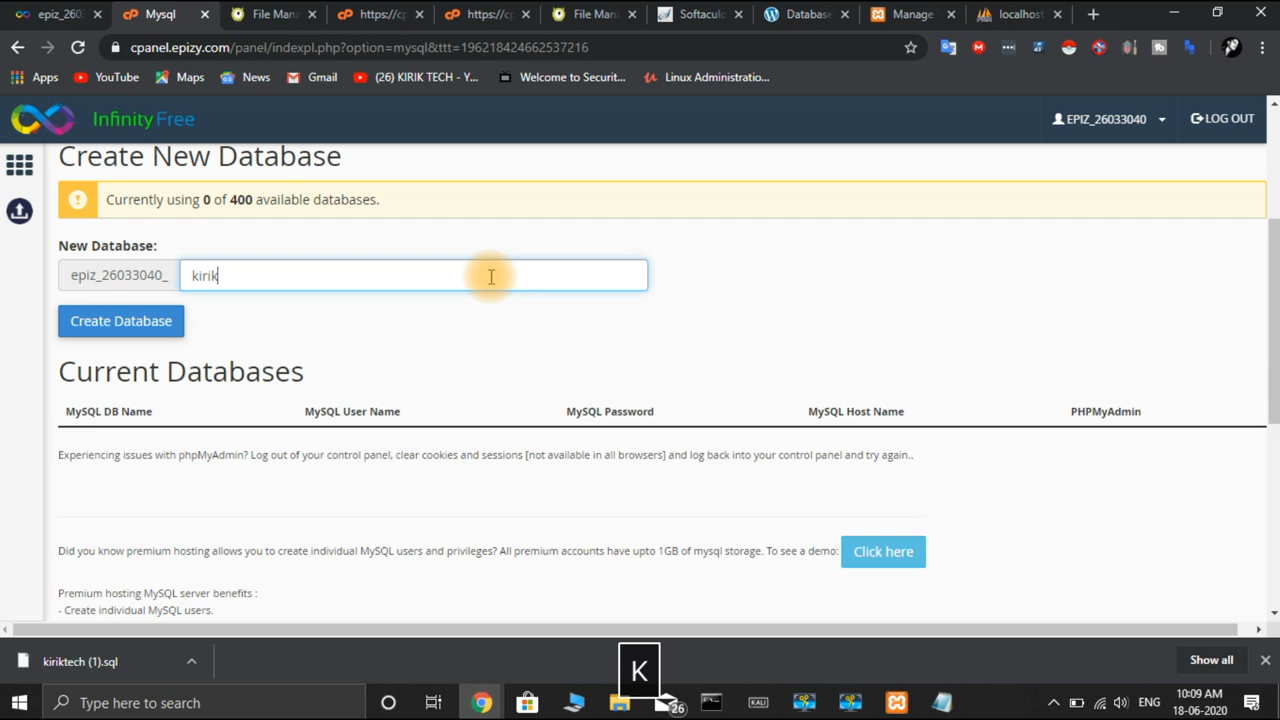 epiz_260
Mysql
File Mana
https://cp
https://cp
File Mana
Softacul
Database
Manage
localhost
cpanel.epizy.com/panel/indexpl.php?option=mysql&ttt=196218424662537216
Apps
YouTube
Maps
News
Gmail
(26) KIRIK TECH - Y...
Welcome to Securit...
Linux Administratio...
InfinityFree
EPIZ_26033040
LOG OUT
Create New Database
Currently using 0 of 400 available databases.
New Database:
epiz_26033040_
kirik
Create Database
Current Databases
MySQL DB Name
MySQL User Name
MySQL Password
MySQL Host Name
PHPMyAdmin
Experiencing issues with phpMyAdmin? Log out of your control panel, clear cookies and sessions [not available in all browsers] and log back into your control panel and try again..
Did you know premium hosting allows you to create individual MySQL users and privileges? All premium accounts have upto 1GB of mysql storage. To see a demo:
Click here
Premium hosting MySQL server benefits :
- Create individual MySQL users.
kiriktech (1).sql
Show all
K
Type here to search
KALI
26
ENG
10:09 AM
18-06-2020